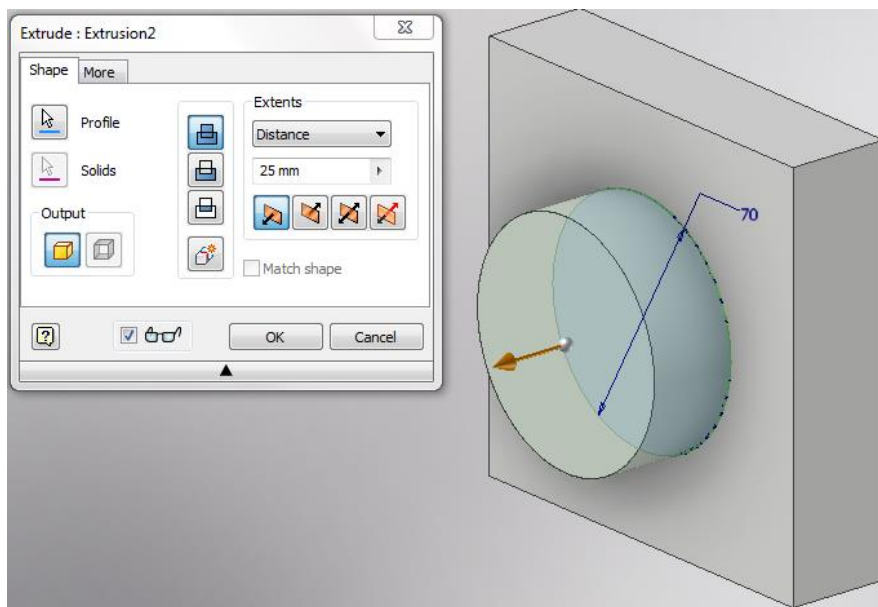 Extrude : Extrusion2
Shape
More
Profile
Solids
Output
Extents
Distance
25 mm
Match shape
OK
Cancel
70